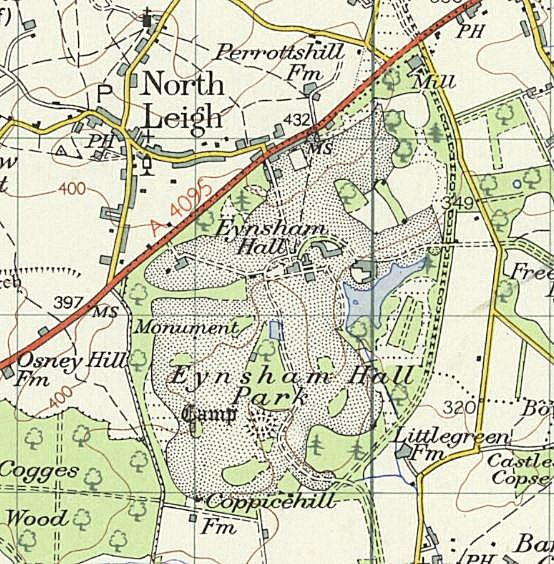 f)
PH
Perrottshill
Fm
Mill
North
Leigh
P
432
MS
PH
400
A 4095
349
Eynsham
Hall
Free
397
MS
Monument
Osney Hill
Fm
400
Eynsham Hall
Park
Camp
320
Littlegreen
Fm
Castle
Copse
Cogges
Wood
Coppicehill
Fm
PH